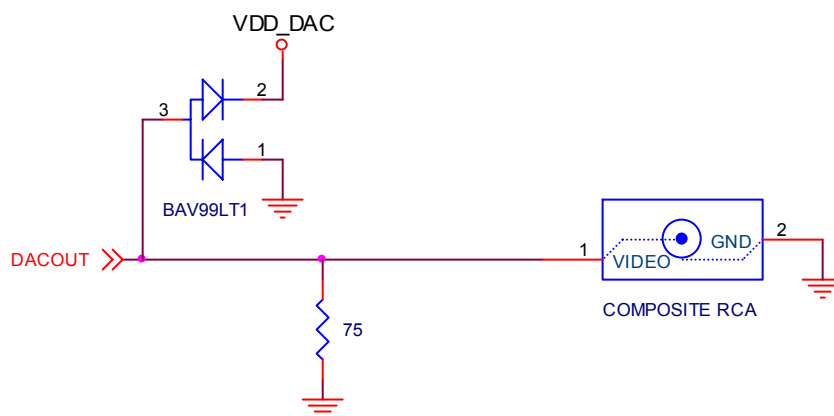 VDD_DAC
2
3
1
BAV99LT1
DACOUT
1
VIDEO
GND
2
75
COMPOSITE RCA